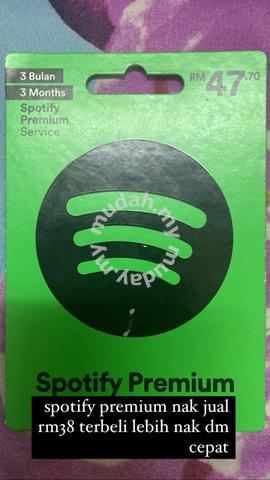 3 Bulan
3 Months
Spotify
Premium
Service
RM 47.70
mudah.my mudah.my
Spotify Premium
spotify premium nak jual
rm38 terbeli lebih nak dm
cepat